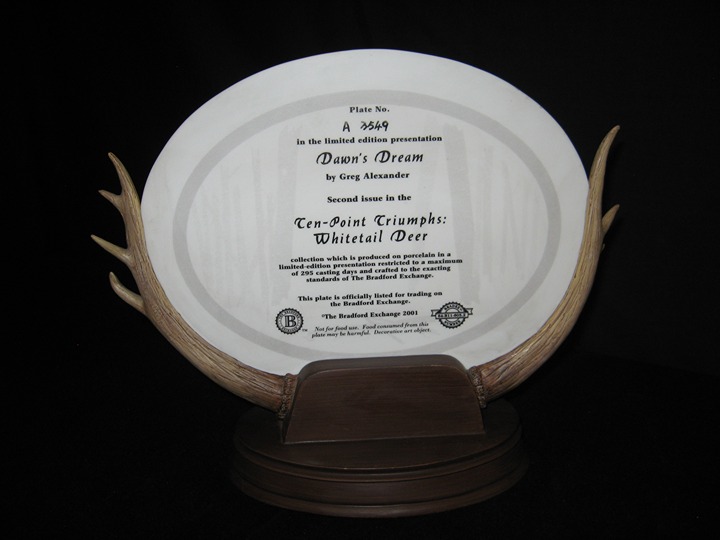 Plate No.
A 3549
in the limited edition presentation
Dawn's Dream
by Greg Alexander
Second issue in the
Ten-Point Triumphs:
Whitetail Deer
collection which is produced on porcelain in a
limited-edition presentation restricted to a maximum
of 295 casting days and crafted to the exacting
standards of The Bradford Exchange.
This plate is officially listed for trading on
the Bradford Exchange.
©The Bradford Exchange 2001
B
TM
Not for food use. Food consumed from this
plate may be harmful. Decorative art object.